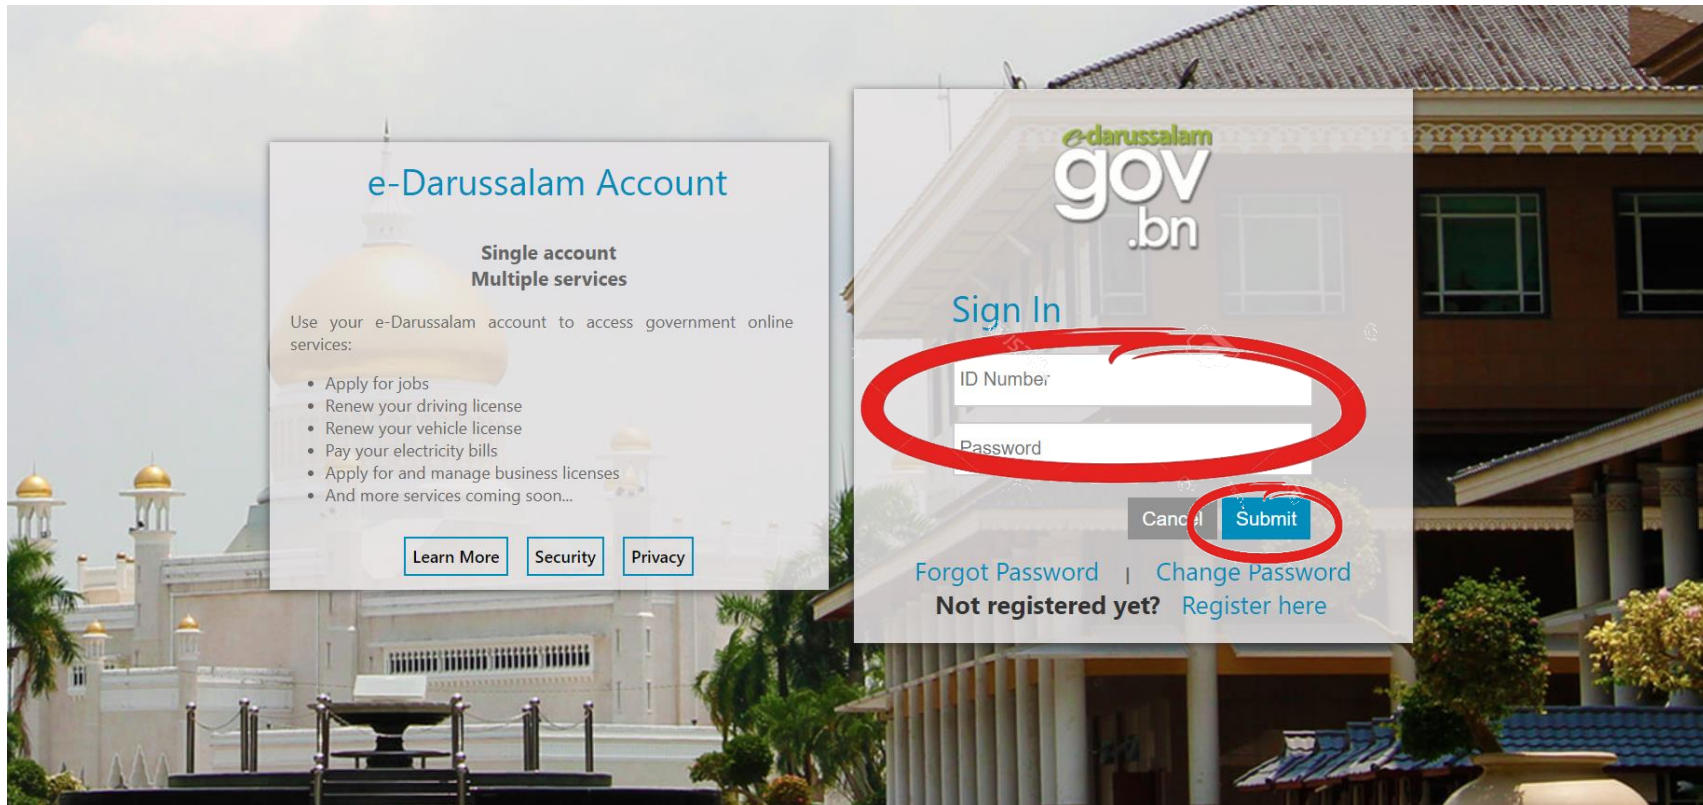 e-Darussalam Account
Single account
Multiple services
Use your e-Darussalam account to access government online
services:
• Apply for jobs
• Renew your driving license
• Renew your vehicle license
• Pay your electricity bills
• Apply for and manage business licenses
• And more services coming soon...
Learn More Security Privacy
e-darussalam
gov
.bn
Sign In
ID Number
Password
Cancel Submit
Forgot Password | Change Password
Not registered yet? Register here